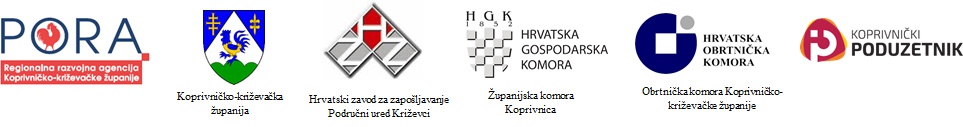 PORA
Regionalna razvojna agencija
Koprivničko-križevačke županije
Koprivničko-križevačka
županija
HZZ
Hrvatski zavod za zapošljavanje
Područni ured Križevci
HGK
1852
HRVATSKA
GOSPODARSKA
KOMORA
Županijska komora
Koprivnica
HRVATSKA
OBRTNIČKA
KOMORA
Obrtnička komora Koprivničko-
križevačke županije
KOPRIVNIČKI
PODUZETNIK